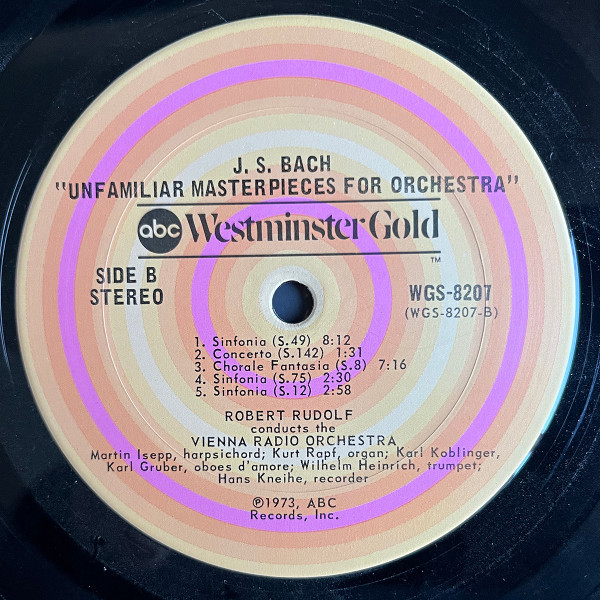 J. S. BACH
"UNFAMILIAR MASTERPIECES FOR ORCHESTRA"
abc Westminster Gold
TM
SIDE B
STEREO
WGS-8207
(WGS-8207-B)
1. Sinfonia (S.49) 8:12
2. Concerto (S.142) 1:31
3. Chorale Fantasia (S.8) 7:16
4. Sinfonia (S.75) 2:30
5. Sinfonia (S.12) 2:58
ROBERT RUDOLF
conducts the
VIENNA RADIO ORCHESTRA
Martin Isepp, harpsichord; Kurt Rapf, organ; Karl Koblinger,
Karl Gruber, oboes d'amore; Wilhelm Heinrich, trumpet;
Hans Kneihe, recorder
℗1973, ABC
Records, Inc.